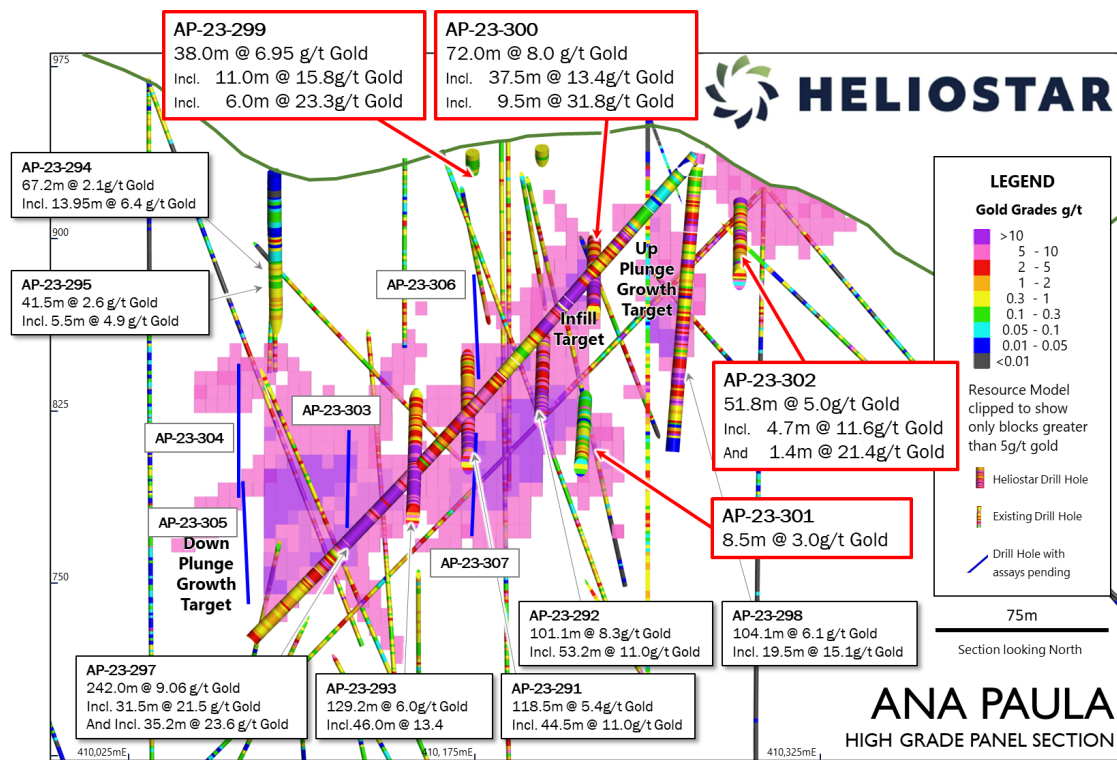 AP-23-299
38.0m @ 6.95 g/t Gold
Incl. 11.0m @ 15.8g/t Gold
Incl. 6.0m @ 23.3g/t Gold
AP-23-300
72.0m @ 8.0 g/t Gold
Incl. 37.5m @ 13.4g/t Gold
Incl. 9.5m @ 31.8g/t Gold
HELIOSTAR
975
900
825
750
AP-23-294
67.2m @ 2.1g/t Gold
Incl. 13.95m @ 6.4 g/t Gold
AP-23-295
41.5m @ 2.6 g/t Gold
Incl. 5.5m @ 4.9 g/t Gold
AP-23-306
AP-23-303
AP-23-304
AP-23-305
AP-23-307
Up
Plunge
Growth
Target
Infill
Target
Down
Plunge
Growth
Target
LEGEND
Gold Grades g/t
>10
5 - 10
2 - 5
1 - 2
0.3 - 1
0.1 - 0.3
0.05 - 0.1
0.01 - 0.05
<0.01
Resource Model
clipped to show
only blocks greater
than 5g/t gold
Heliostar Drill Hole
Existing Drill Hole
Drill Hole with
assays pending
75m
Section looking North
AP-23-302
51.8m @ 5.0g/t Gold
Incl. 4.7m @ 11.6g/t Gold
And 1.4m @ 21.4g/t Gold
AP-23-301
8.5m @ 3.0g/t Gold
AP-23-292
101.1m @ 8.3g/t Gold
Incl. 53.2m @ 11.0g/t Gold
AP-23-298
104.1m @ 6.1 g/t Gold
Incl. 19.5m @ 15.1g/t Gold
AP-23-297
242.0m @ 9.06 g/t Gold
Incl. 31.5m @ 21.5 g/t Gold
And Incl. 35.2m @ 23.6 g/t Gold
AP-23-293
129.2m @ 6.0g/t Gold
Incl.46.0m @ 13.4
AP-23-291
118.5m @ 5.4g/t Gold
Incl. 44.5m @ 11.0g/t Gold
ANA PAULA
HIGH GRADE PANEL SECTION
410,025mE
410,175mE
410,325mE